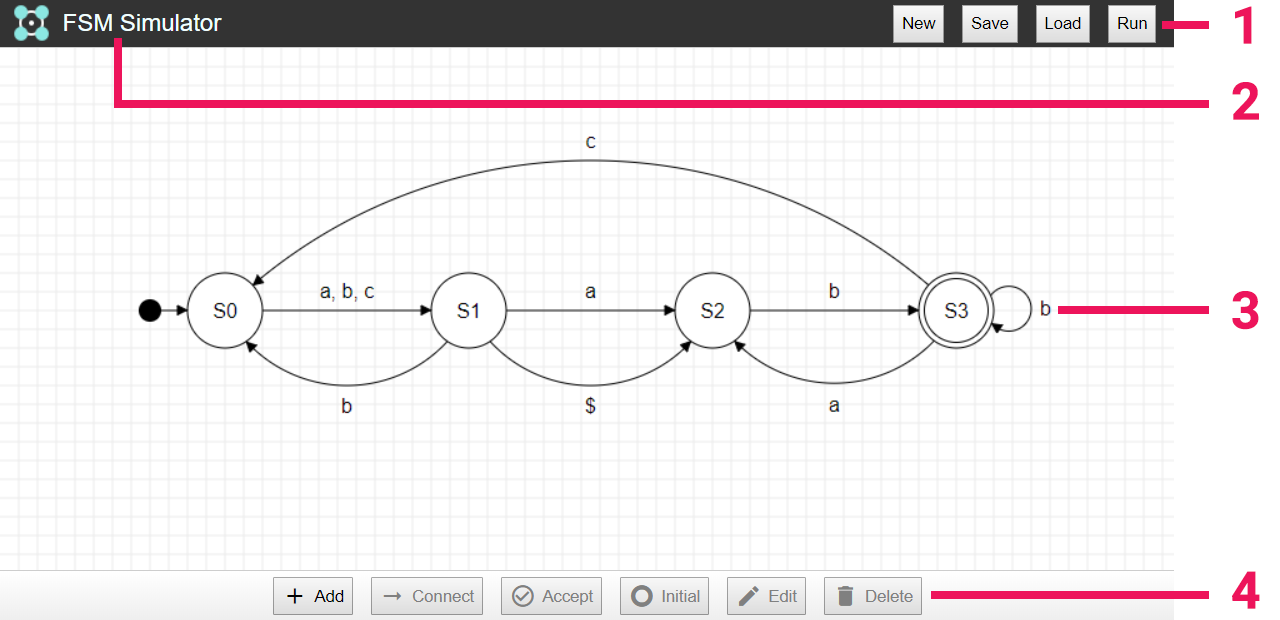 FSM Simulator New Save Load Run 1
2
c
a, b, c a b
S0 S1 S2 S3 b 3
b $ a
+ Add → Connect Accept Initial Edit Delete 4